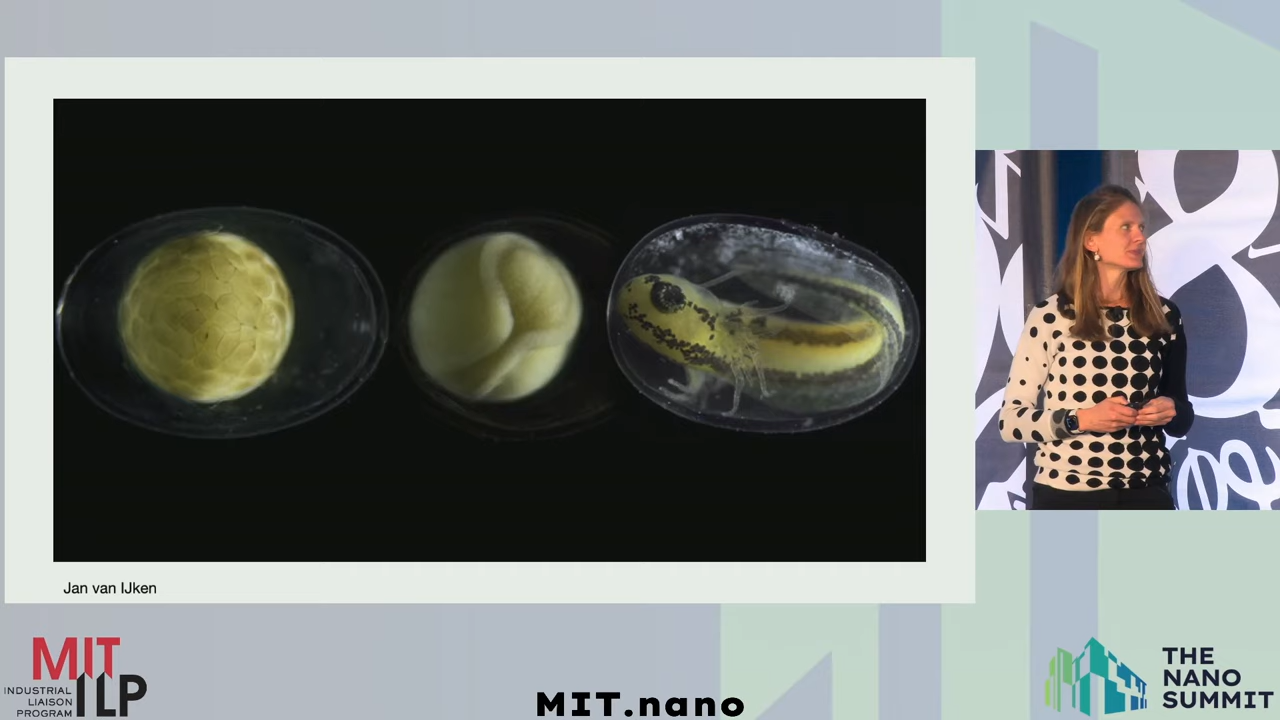 Jan van IJken
MIT
INDUSTRIAL
LIAISON
PROGRAM
ILP
MIT.nano
THE
NANO
SUMMIT